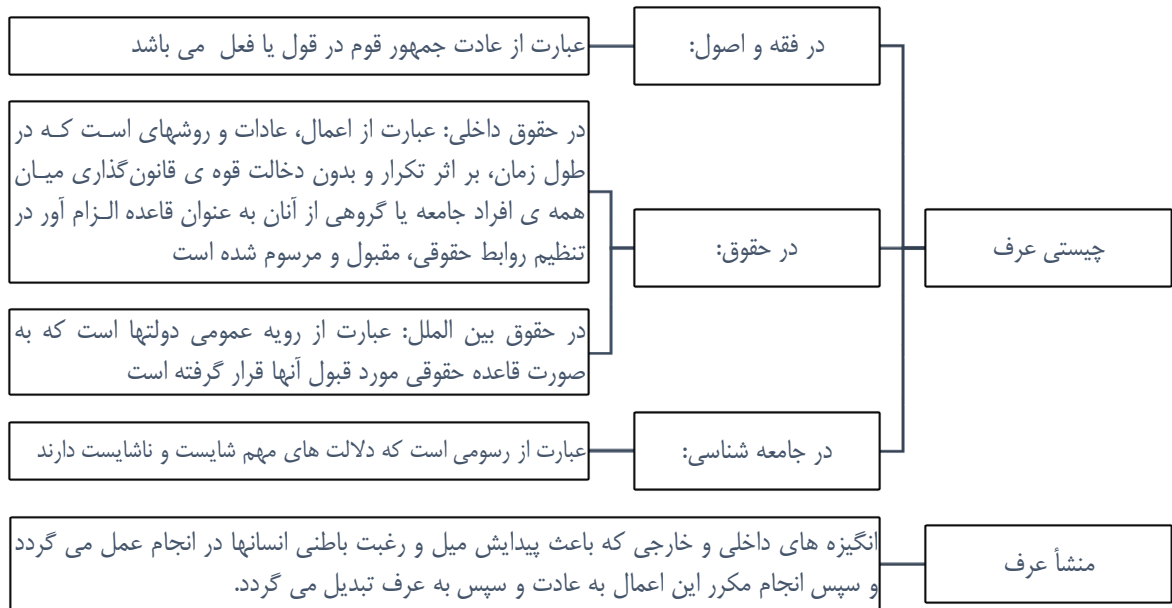 چیستی عرف
در فقه و اصول:
عبارت از عادت جمهور قوم در قول یا فعل می باشد
در حقوق:
در حقوق داخلی: عبارت از اعمال، عادات و روشهای است که در
طول زمان، بر اثر تکرار و بدون دخالت قوه ی قانون‌گذاری میان
همه ی افراد جامعه یا گروهی از آنان به عنوان قاعده الزام آور در
تنظیم روابط حقوقی، مقبول و مرسوم شده است
در حقوق بین الملل: عبارت از رویه عمومی دولتها است که به
صورت قاعده حقوقی مورد قبول آنها قرار گرفته است
در جامعه شناسی:
عبارت از رسومی است که دلالت های مهم شایست و ناشایست دارند
منشأ عرف
انگیزه های داخلی و خارجی که باعث پیدایش میل و رغبت باطنی انسانها در انجام عمل می گردد
و سپس انجام مکرر این اعمال به عادت و سپس به عرف تبدیل می گردد.